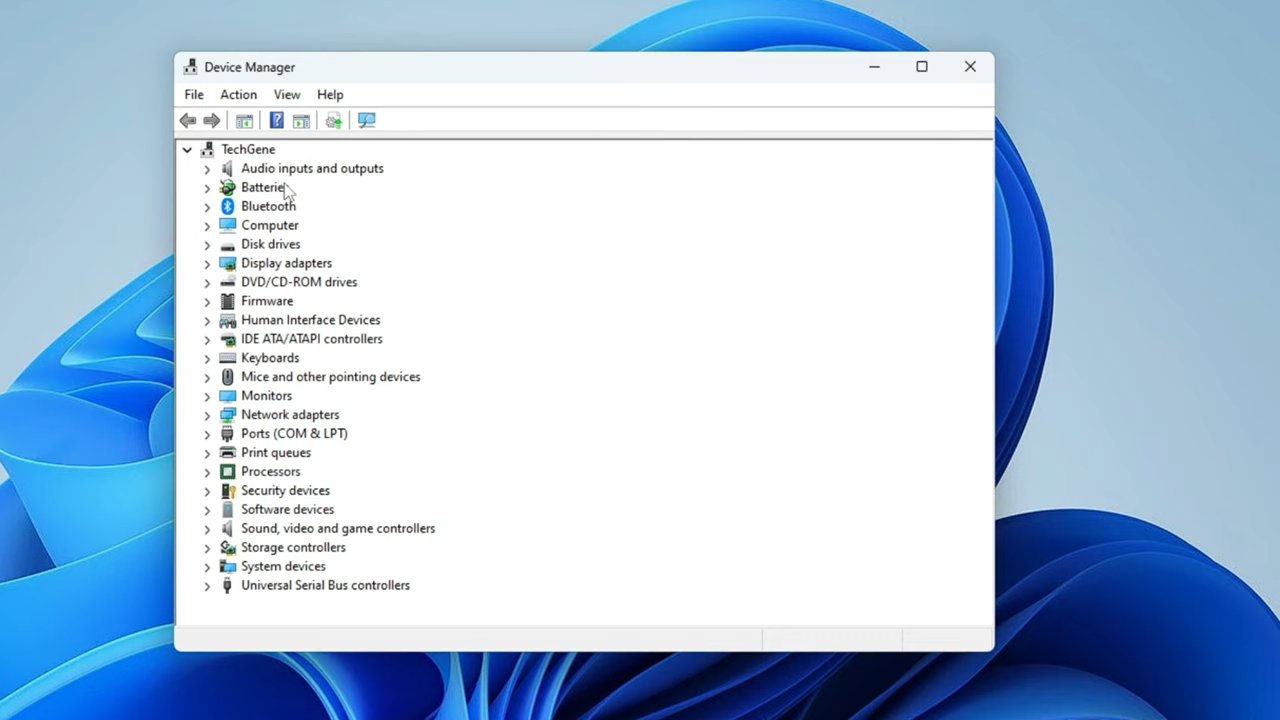 Device Manager
File Action View Help
TechGene
Audio inputs and outputs
Batterie
Bluetooth
Computer
Disk drives
Display adapters
DVD/CD-ROM drives
Firmware
Human Interface Devices
IDE ATA/ATAPI controllers
Keyboards
Mice and other pointing devices
Monitors
Network adapters
Ports (COM & LPT)
Print queues
Processors
Security devices
Software devices
Sound, video and game controllers
Storage controllers
System devices
Universal Serial Bus controllers